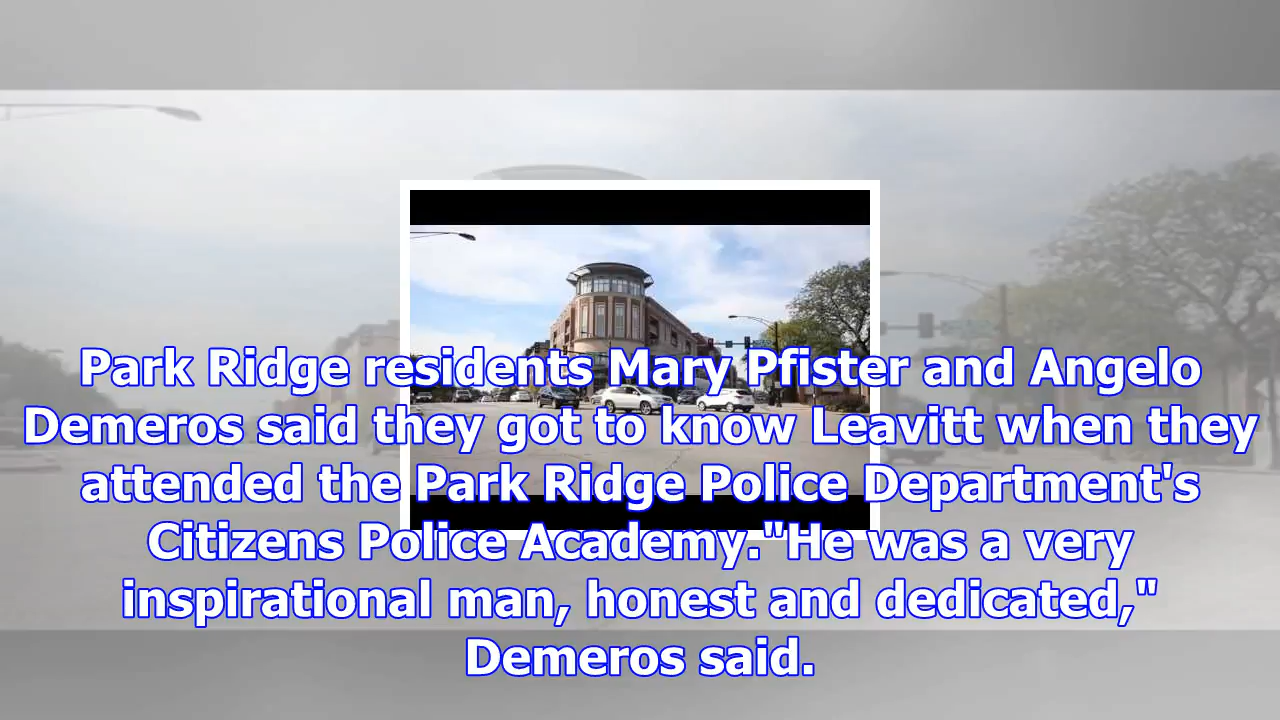 Park Ridge residents Mary Pfister and Angelo
Demeros said they got to know Leavitt when they
attended the Park Ridge Police Department's
Citizens Police Academy."He was a very
inspirational man, honest and dedicated,"
Demeros said.